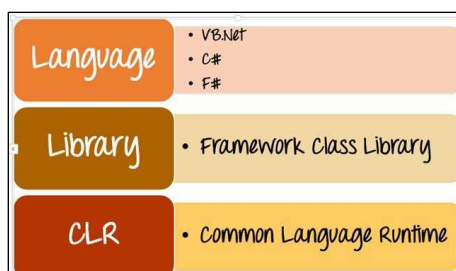 Language
• VB.Net
• C#
• F#
Library
• Framework Class Library
CLR
• Common Language Runtime